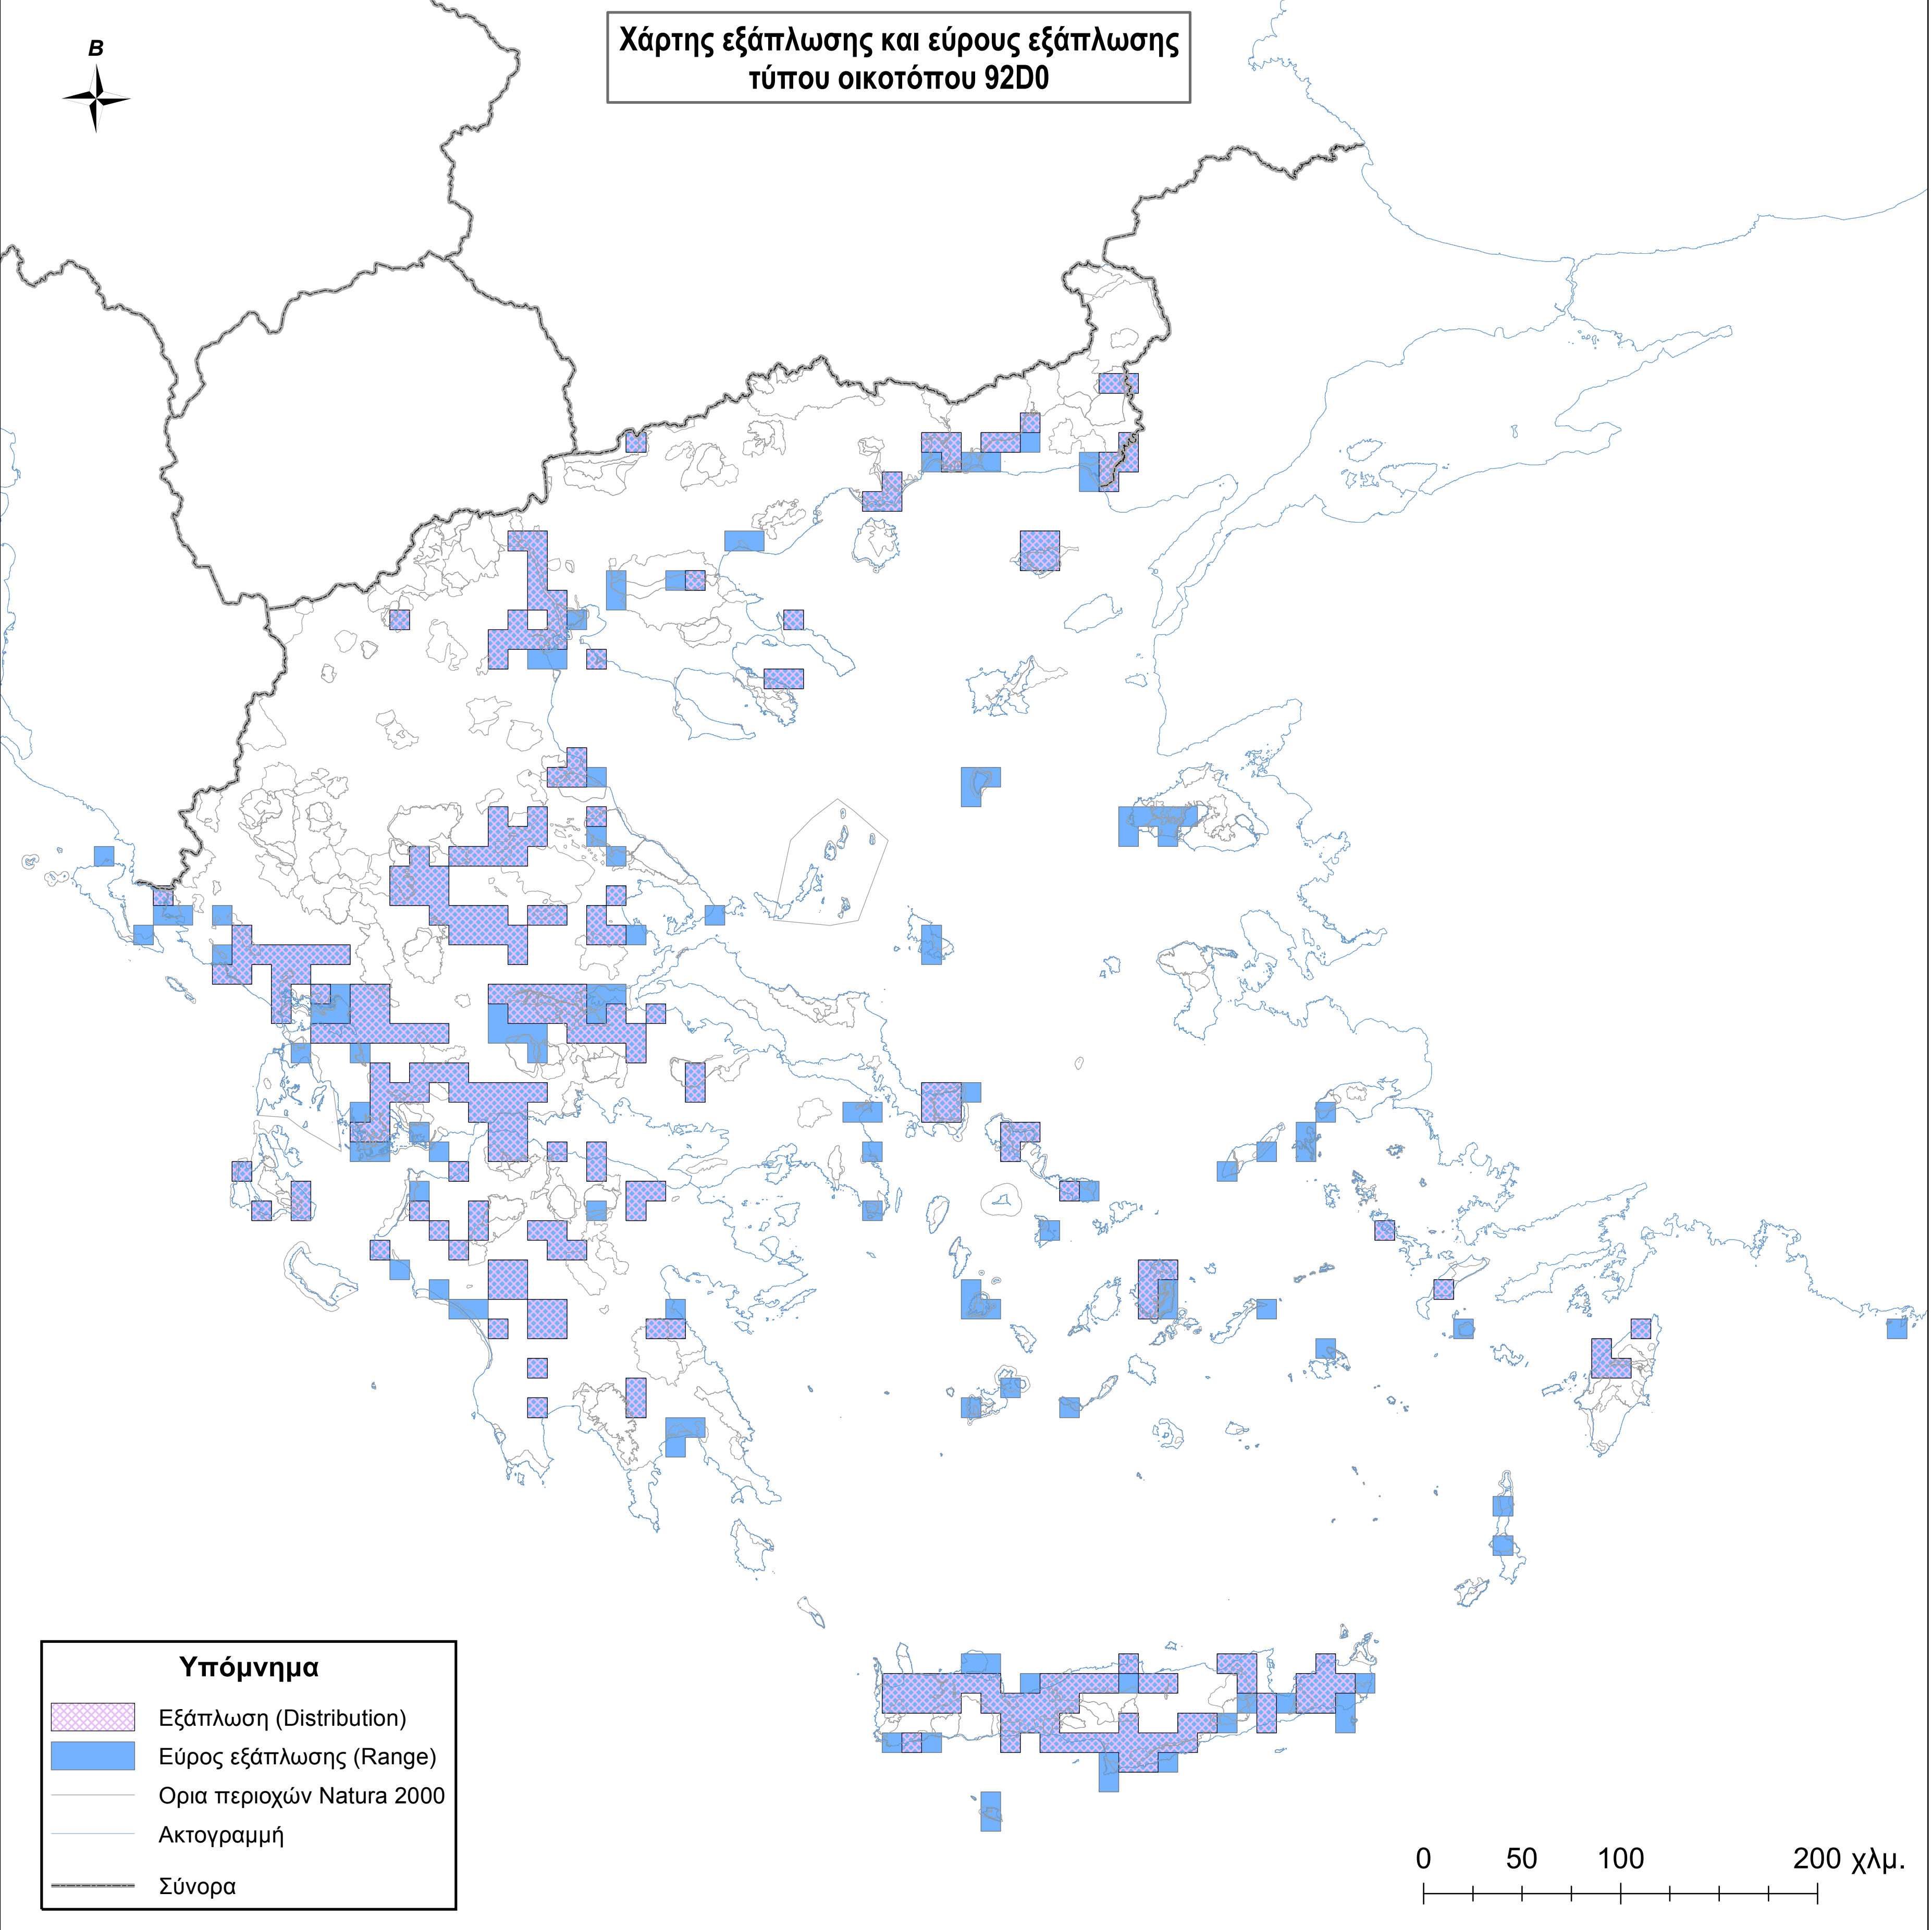 Χάρτης εξάπλωσης και εύρους εξάπλωσης
τύπου οικοτόπου 92D0
Β
Υπόμνημα
Εξάπλωση (Distribution)
Εύρος εξάπλωσης (Range)
Ορια περιοχών Natura 2000
Ακτογραμμή
Σύνορα
0 50 100 200 χλμ.